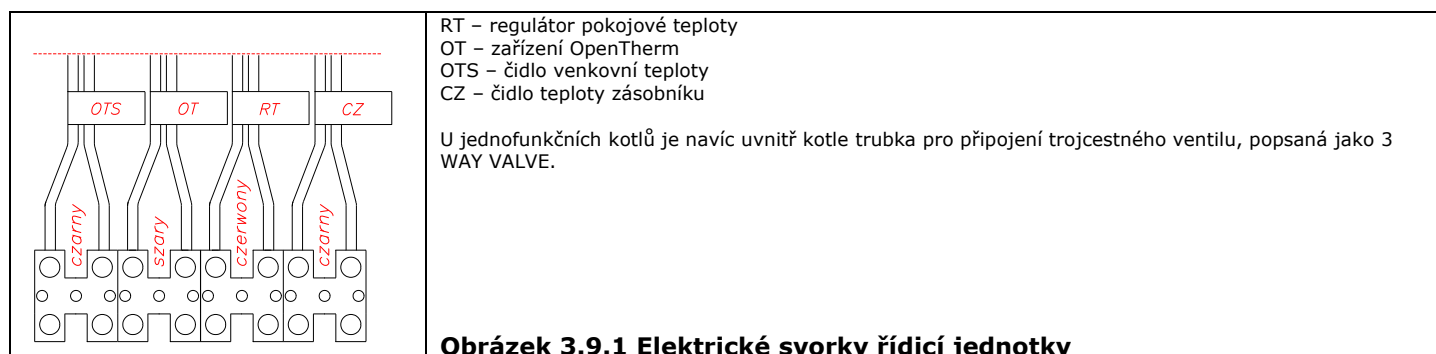 OTS
OT
RT
CZ
czarny
szary
czerwony
czarny
RT – regulátor pokojové teploty
OT – zařízení OpenTherm
OTS – čidlo venkovní teploty
CZ – čidlo teploty zásobníku
U jednofunkčních kotlů je navíc uvnitř kotle trubka pro připojení trojcestného ventilu, popsaná jako 3
WAY VALVE.
Obrázek 3.9.1 Elektrické svorky řídicí jednotky